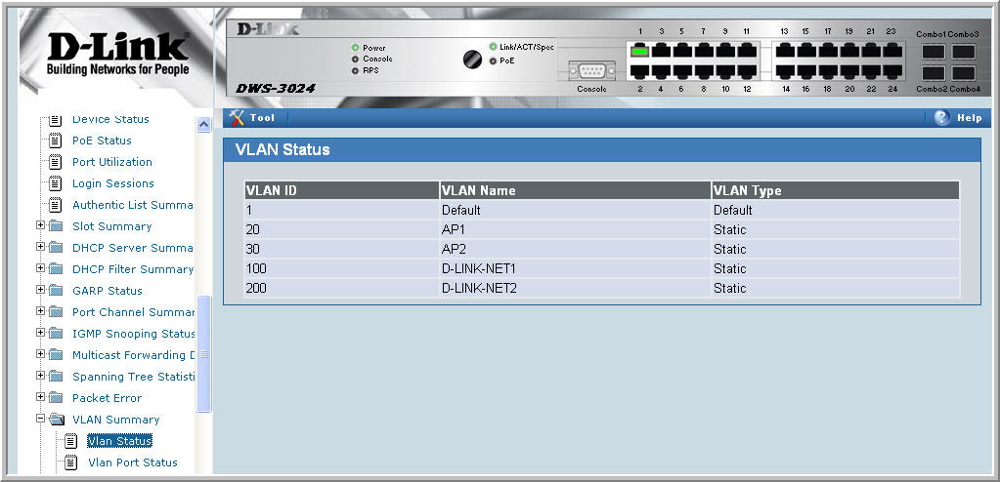 D-Link
Building Networks for People
D-Link
Power
Console
RPS
Link/ACT/Spec
PoE
DWS-3024
Console
1 3 5 7 9 11 13 15 17 19 21 23
2 4 6 8 10 12 14 16 18 20 22 24
Combo1 Combo3
Combo2 Combo4
Tool
Help
Device Status
PoE Status
Port Utilization
Login Sessions
Authentic List Summa
Slot Summary
DHCP Server Summa
DHCP Filter Summary
GARP Status
Port Channel Summar
IGMP Snooping Status
Multicast Forwarding D
Spanning Tree Statisti
Packet Error
VLAN Summary
Vlan Status
Vlan Port Status
VLAN Status
VLAN ID VLAN Name VLAN Type
1 Default Default
20 AP1 Static
30 AP2 Static
100 D-LINK-NET1 Static
200 D-LINK-NET2 Static